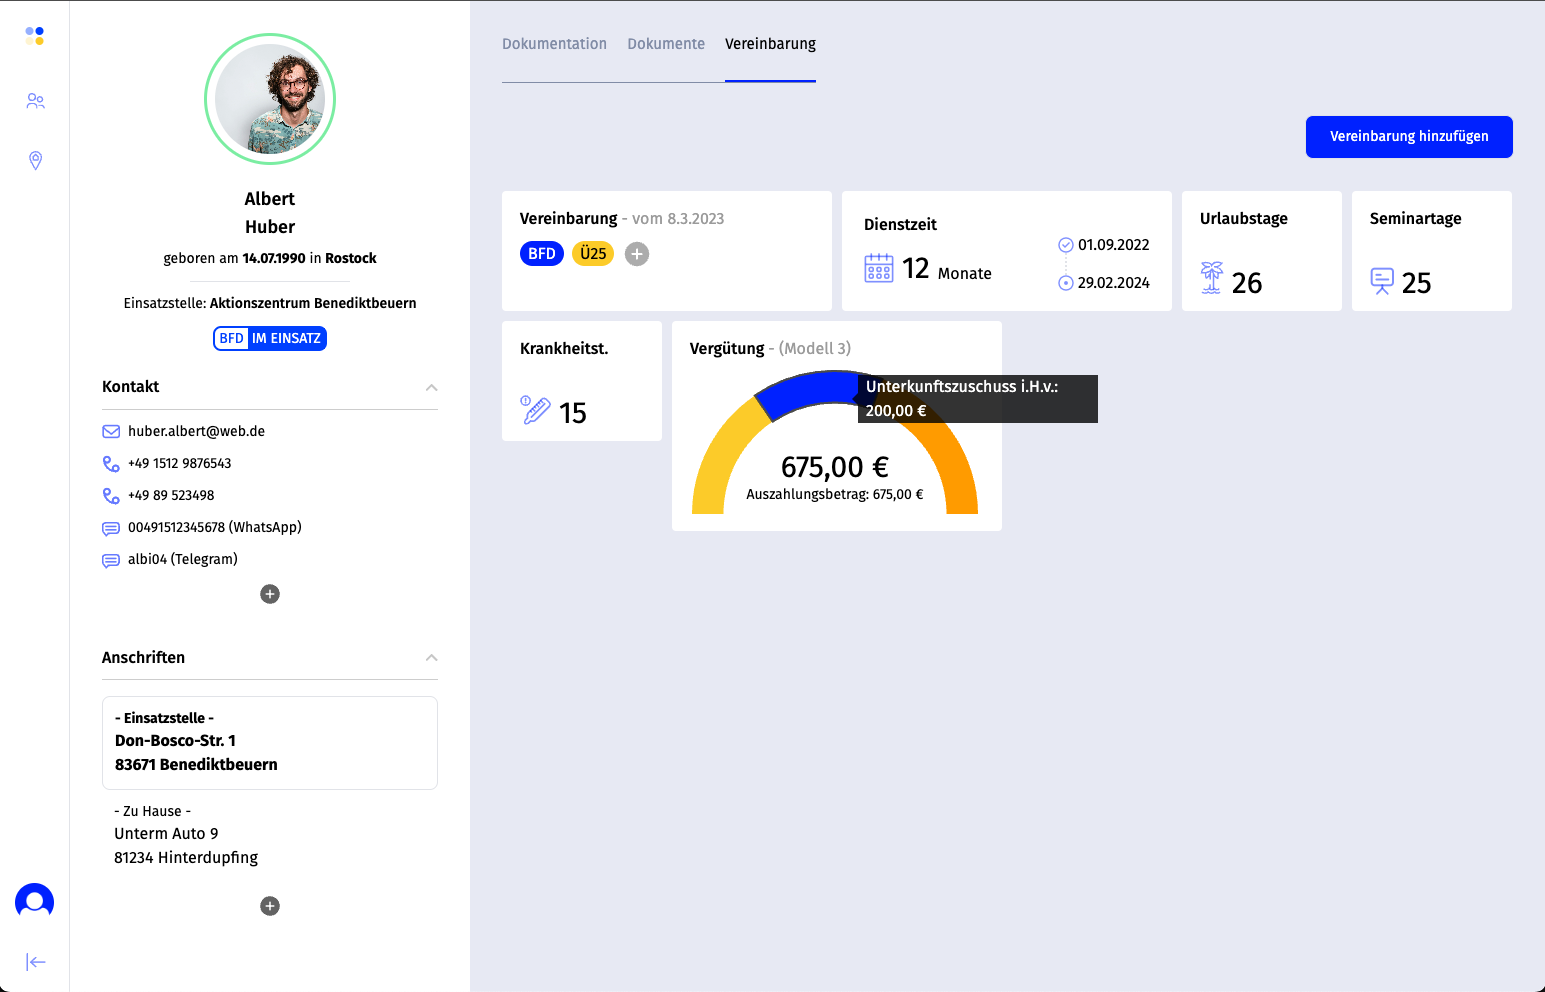 Albert
Huber
geboren am 14.07.1990 in Rostock
Einsatzstelle: Aktionszentrum Benediktbeuern
BFD IM EINSATZ
Kontakt
huber.albert@web.de
+49 1512 9876543
+49 89 523498
00491512345678 (WhatsApp)
albi04 (Telegram)
Anschriften
- Einsatzstelle -
Don-Bosco-Str. 1
83671 Benediktbeuern
- Zu Hause -
Unterm Auto 9
81234 Hinterdupfing
Dokumentation Dokumente Vereinbarung
Vereinbarung hinzufügen
Vereinbarung - vom 8.3.2023
BFD Ü25
Dienstzeit
12 Monate
01.09.2022
29.02.2024
Urlaubstage
26
Seminartage
25
Krankheitst.
15
Vergütung - (Modell 3)
Unterkunftszuschuss i.H.v.:
200,00 €
675,00 €
Auszahlungsbetrag: 675,00 €